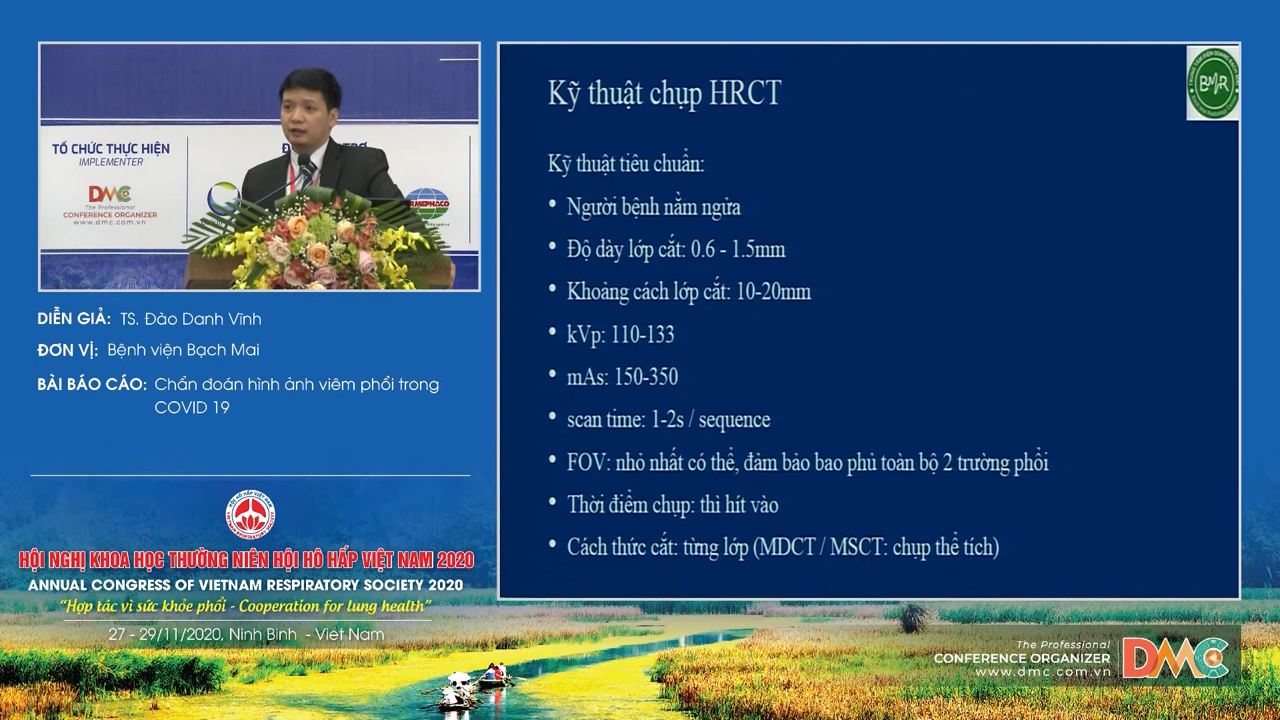 TỔ CHỨC THỰC HIỆN
IMPLEMENTER
DMC
The Professional
CONFERENCE ORGANIZER
www.dmc.com.vn
DIỄN GIẢ: TS. Đào Danh Vĩnh
ĐƠN VỊ: Bệnh viện Bạch Mai
BÀI BÁO CÁO: Chẩn đoán hình ảnh viêm phổi trong
COVID 19
HỘI NGHỊ KHOA HỌC THƯỜNG NIÊN HỘI HÔ HẤP VIỆT NAM 2020
ANNUAL CONGRESS OF VIETNAM RESPIRATORY SOCIETY 2020
“Hợp tác vì sức khỏe phổi - Cooperation for lung health”
27 - 29/11/2020, Ninh Bình - Việt Nam
Kỹ thuật chụp HRCT
Kỹ thuật tiêu chuẩn:
• Người bệnh nằm ngửa
• Độ dày lớp cắt: 0.6 - 1.5mm
• Khoảng cách lớp cắt: 10-20mm
• kVp: 110-133
• mAs: 150-350
• scan time: 1-2s / sequence
• FOV: nhỏ nhất có thể, đảm bảo bao phủ toàn bộ 2 trường phổi
• Thời điểm chụp: thì hít vào
• Cách thức cắt: từng lớp (MDCT / MSCT: chụp thể tích)
BMR
The Professional
CONFERENCE ORGANIZER
www.dmc.com.vn
DMC